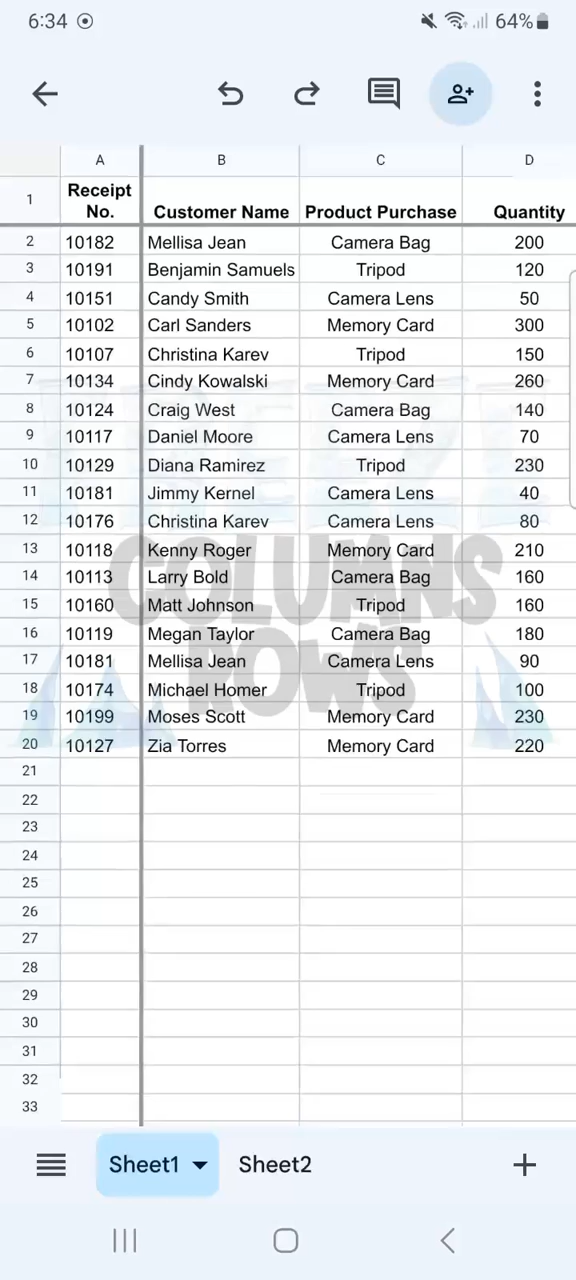 6:34 64%
A B C D
1 Receipt No. Customer Name Product Purchase Quantity
2 10182 Mellisa Jean Camera Bag 200
3 10191 Benjamin Samuels Tripod 120
4 10151 Candy Smith Camera Lens 50
5 10102 Carl Sanders Memory Card 300
6 10107 Christina Karev Tripod 150
7 10134 Cindy Kowalski Memory Card 260
8 10124 Craig West Camera Bag 140
9 10117 Daniel Moore Camera Lens 70
10 10129 Diana Ramirez Tripod 230
11 10181 Jimmy Kernel Camera Lens 40
12 10176 Christina Karev Camera Lens 80
13 10118 Kenny Roger Memory Card 210
14 10113 Larry Bold Camera Bag 160
15 10160 Matt Johnson Tripod 160
16 10119 Megan Taylor Camera Bag 180
17 10181 Mellisa Jean Camera Lens 90
18 10174 Michael Homer Tripod 100
19 10199 Moses Scott Memory Card 230
20 10127 Zia Torres Memory Card 220
21
22
23
24
25
26
27
28
29
30
31
32
33
COLUMNS
ROWS
Sheet1 Sheet2